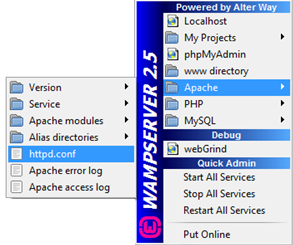 Powered by Alter Way
Localhost
My Projects
phpMyAdmin
www directory
Apache
PHP
MySQL
Debug
webGrind
Quick Admin
Start All Services
Stop All Services
Restart All Services
Put Online
WAMPSERVER 2.5
Version
Service
Apache modules
Alias directories
httpd.conf
Apache error log
Apache access log